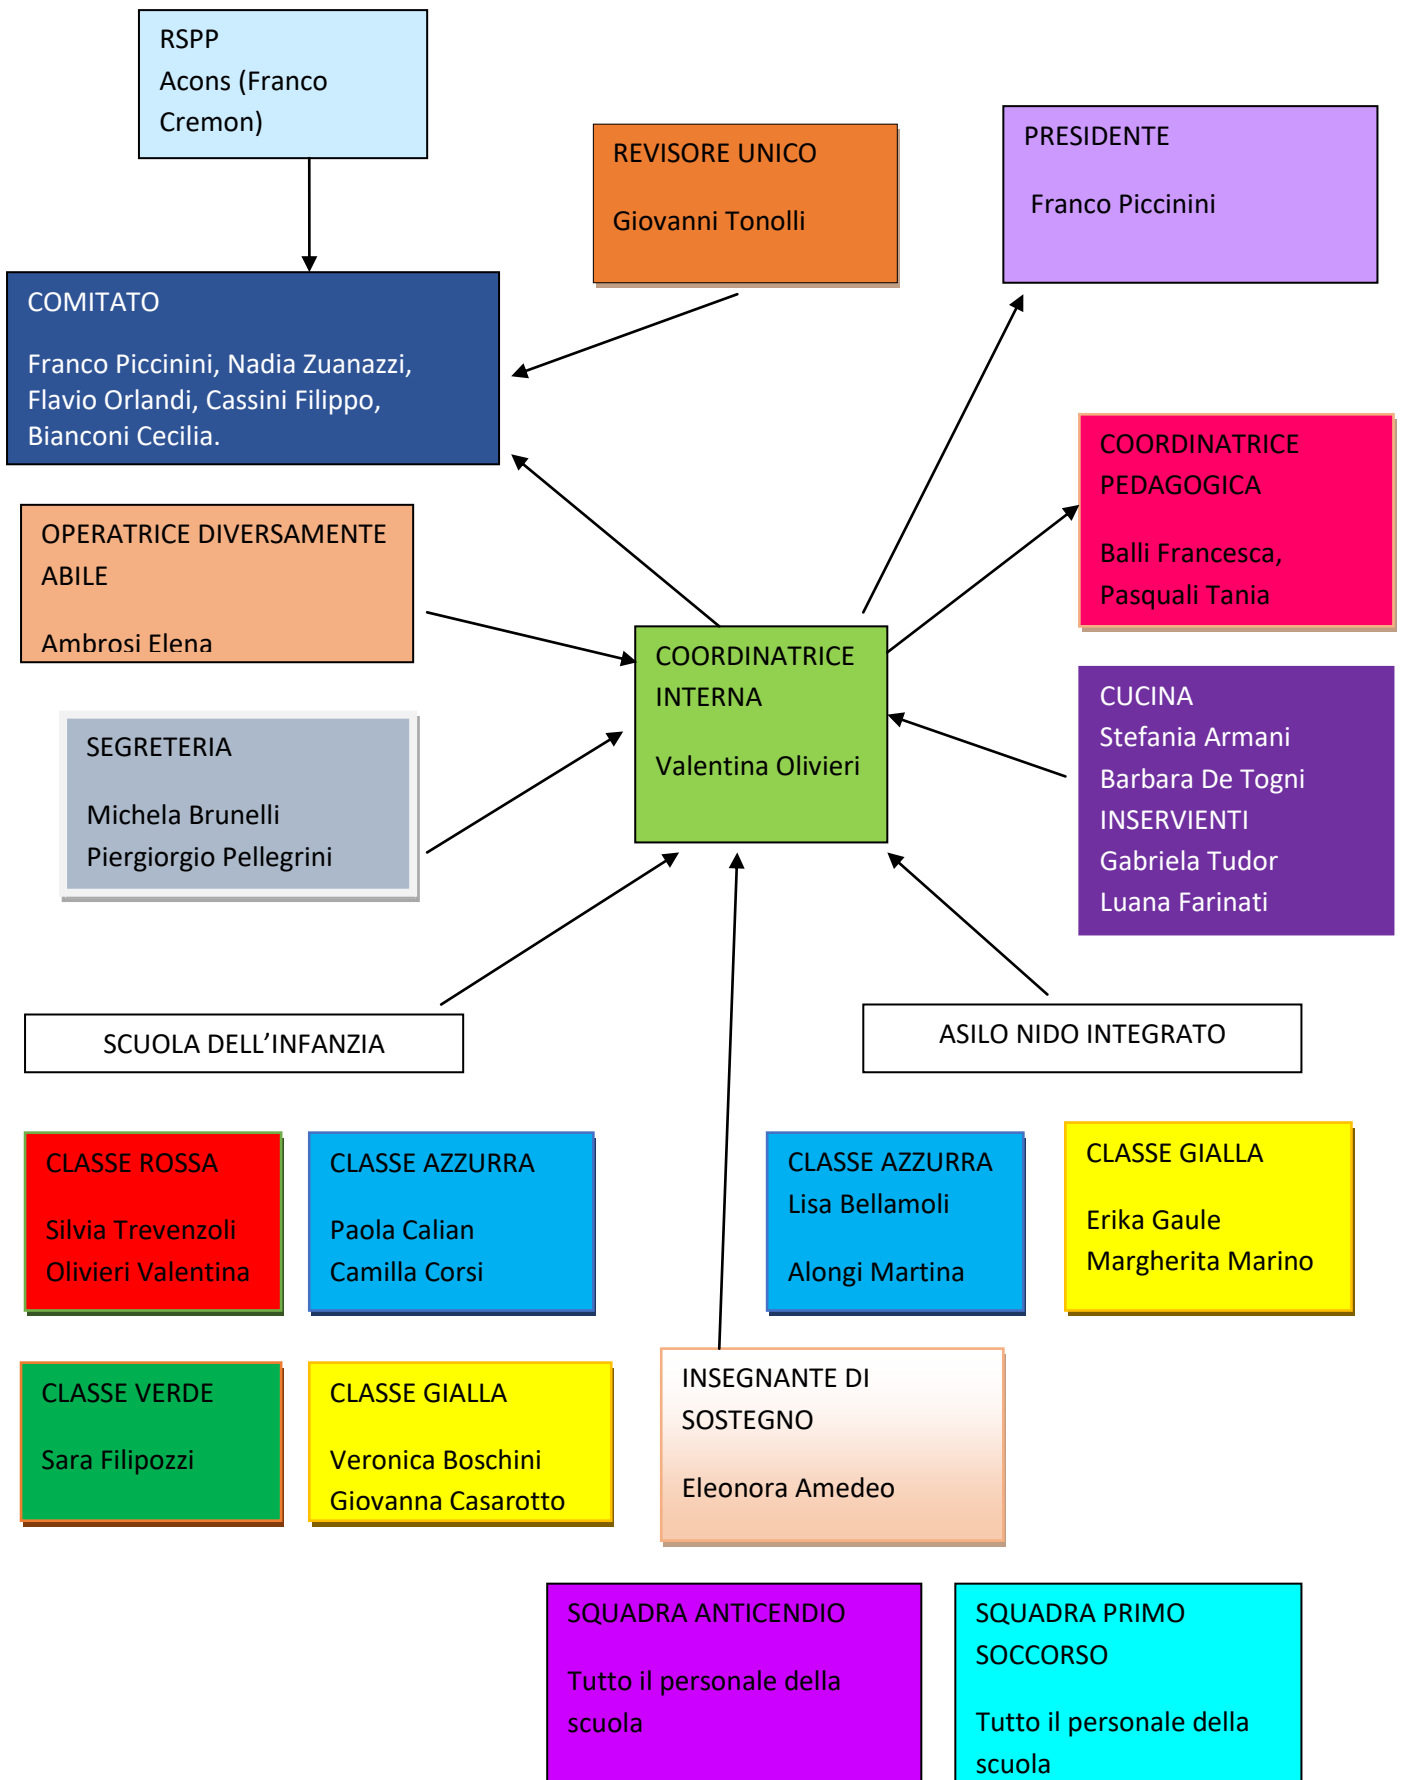 RSPP
Acons (Franco
Cremon)
REVISORE UNICO
Giovanni Tonolli
PRESIDENTE
Franco Piccinini
COMITATO
Franco Piccinini, Nadia Zuanazzi,
Flavio Orlandi, Cassini Filippo,
Bianconi Cecilia.
COORDINATRICE
PEDAGOGICA
Balli Francesca,
Pasquali Tania
OPERATRICE DIVERSAMENTE
ABILE
Ambrosi Elena
COORDINATRICE
INTERNA
Valentina Olivieri
CUCINA
Stefania Armani
Barbara De Togni
INSERVIENTI
Gabriela Tudor
Luana Farinati
SEGRETERIA
Michela Brunelli
Piergiorgio Pellegrini
SCUOLA DELL’INFANZIA
ASILO NIDO INTEGRATO
CLASSE ROSSA
Silvia Trevenzoli
Olivieri Valentina
CLASSE AZZURRA
Paola Calian
Camilla Corsi
CLASSE AZZURRA
Lisa Bellamoli
Alongi Martina
CLASSE GIALLA
Erika Gaule
Margherita Marino
CLASSE VERDE
Sara Filipozzi
CLASSE GIALLA
Veronica Boschini
Giovanna Casarotto
INSEGNANTE DI
SOSTEGNO
Eleonora Amedeo
SQUADRA ANTICENDIO
Tutto il personale della
scuola
SQUADRA PRIMO
SOCCORSO
Tutto il personale della
scuola